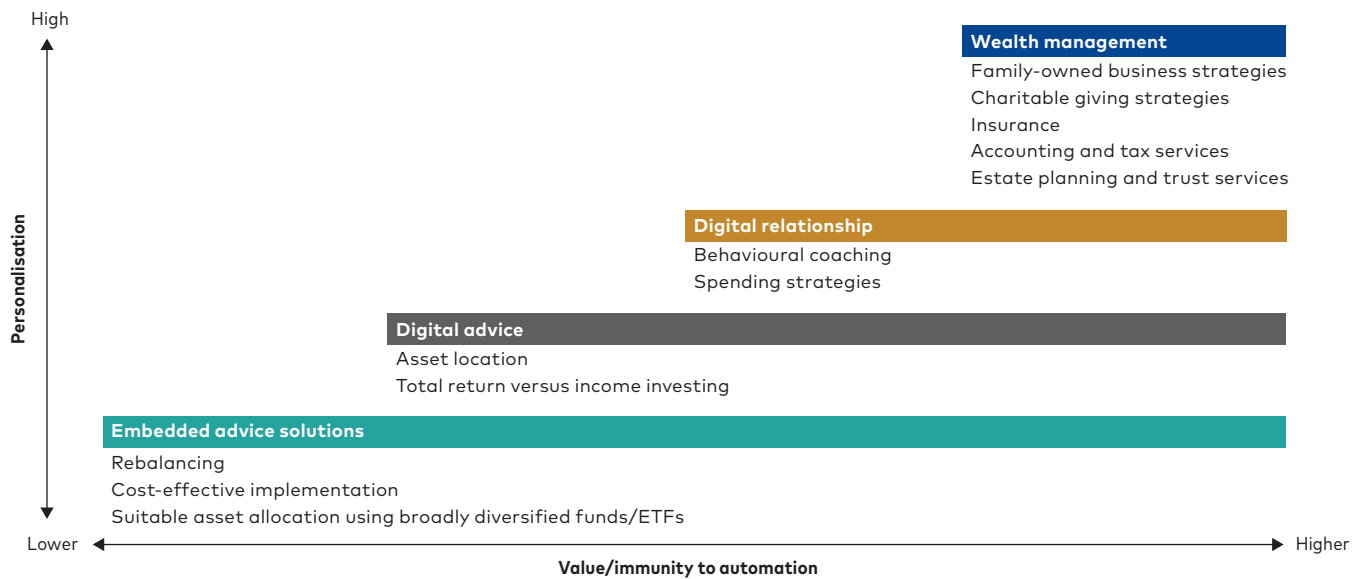 High
Wealth management
Family-owned business strategies
Charitable giving strategies
Insurance
Accounting and tax services
Estate planning and trust services
Personalisation
Digital relationship
Behavioural coaching
Spending strategies
Digital advice
Asset location
Total return versus income investing
Embedded advice solutions
Rebalancing
Cost-effective implementation
Suitable asset allocation using broadly diversified funds/ETFs
Lower
Higher
Value/immunity to automation